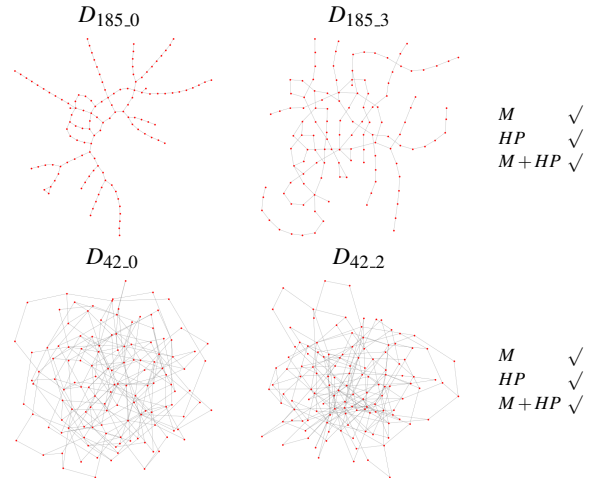 D185_0 D185_3
M √
HP √
M+HP √
D42_0 D42_2
M √
HP √
M+HP √